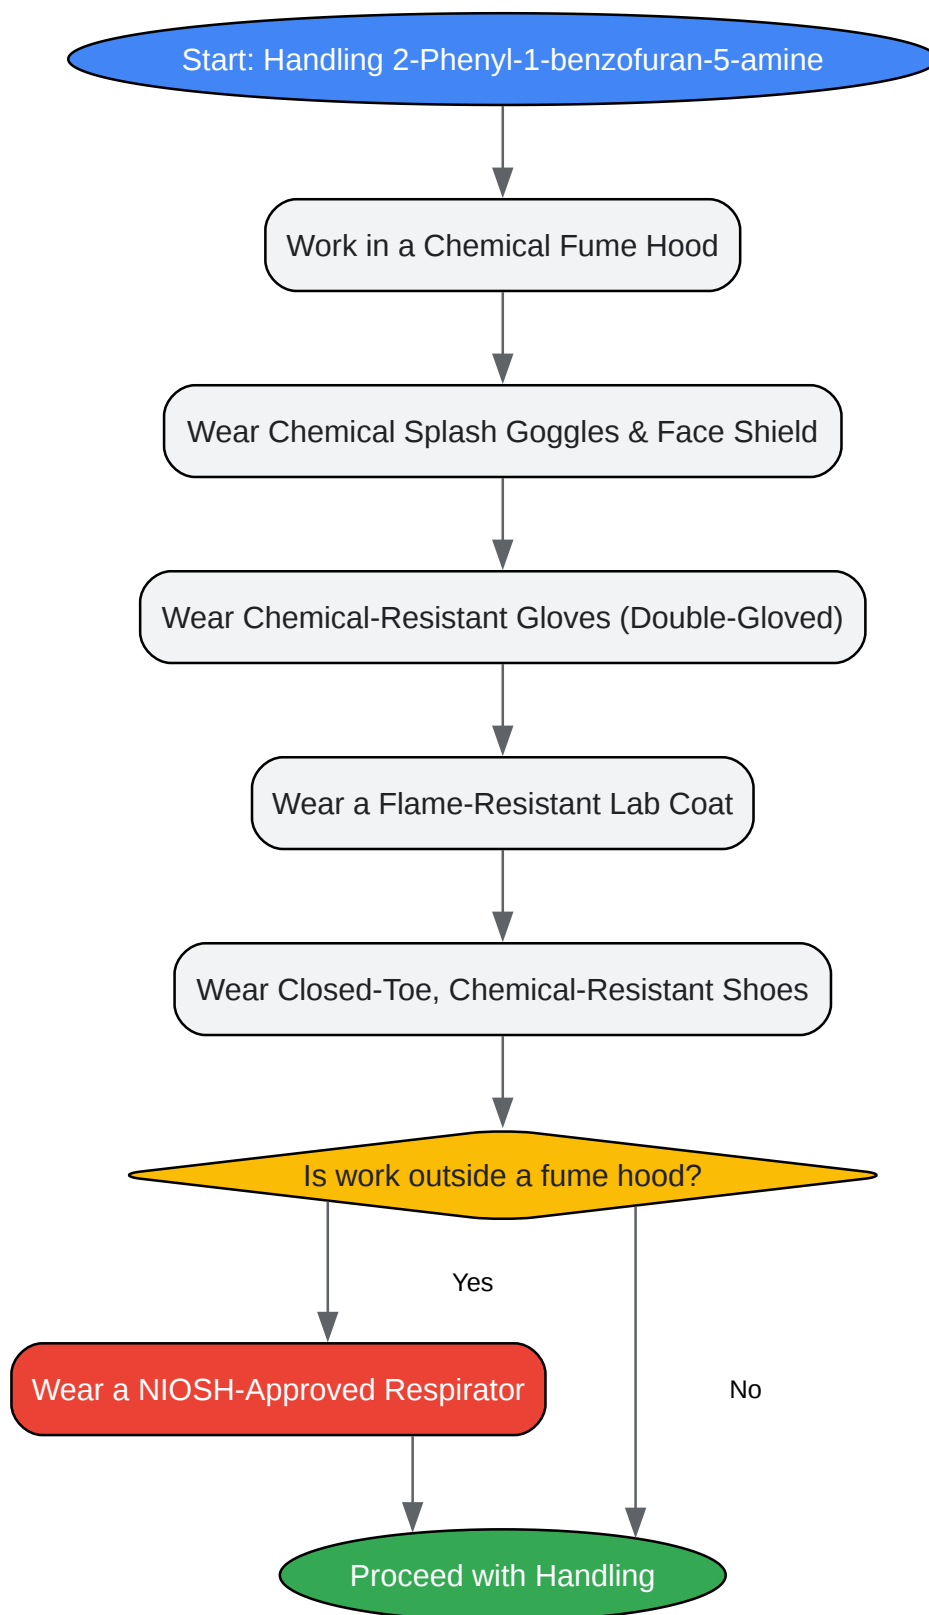 Start: Handling 2-Phenyl-1-benzofuran-5-amine
Work in a Chemical Fume Hood
Wear Chemical Splash Goggles & Face Shield
Wear Chemical-Resistant Gloves (Double-Gloved)
Wear a Flame-Resistant Lab Coat
Wear Closed-Toe, Chemical-Resistant Shoes
Is work outside a fume hood?
Yes
Wear a NIOSH-Approved Respirator
No
Proceed with Handling